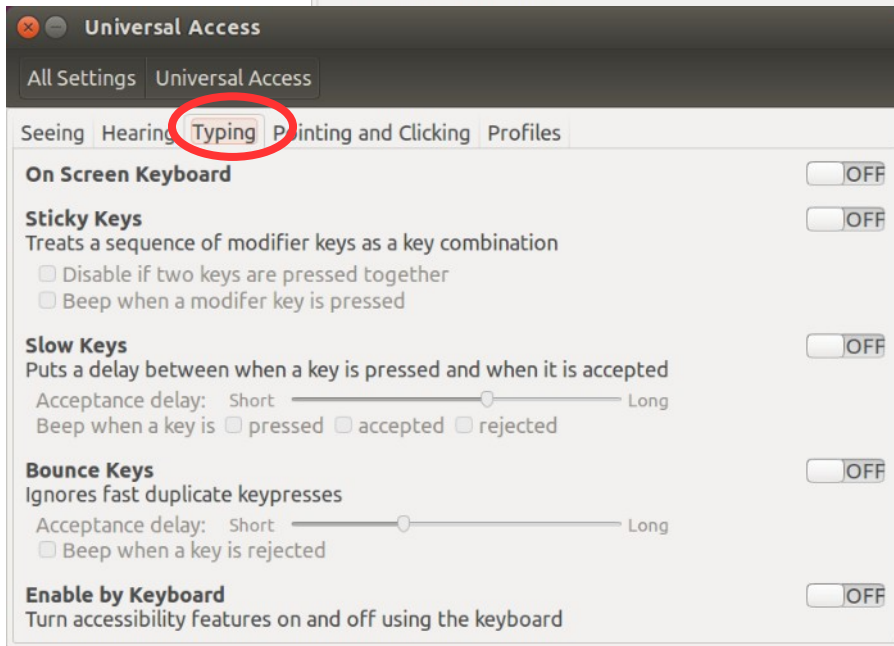 Universal Access
All Settings Universal Access
Seeing Hearing Typing Pointing and Clicking Profiles
On Screen Keyboard OFF
Sticky Keys OFF
Treats a sequence of modifier keys as a key combination
Disable if two keys are pressed together
Beep when a modifer key is pressed
Slow Keys OFF
Puts a delay between when a key is pressed and when it is accepted
Acceptance delay: Short Long
Beep when a key is pressed accepted rejected
Bounce Keys OFF
Ignores fast duplicate keypresses
Acceptance delay: Short Long
Beep when a key is rejected
Enable by Keyboard OFF
Turn accessibility features on and off using the keyboard